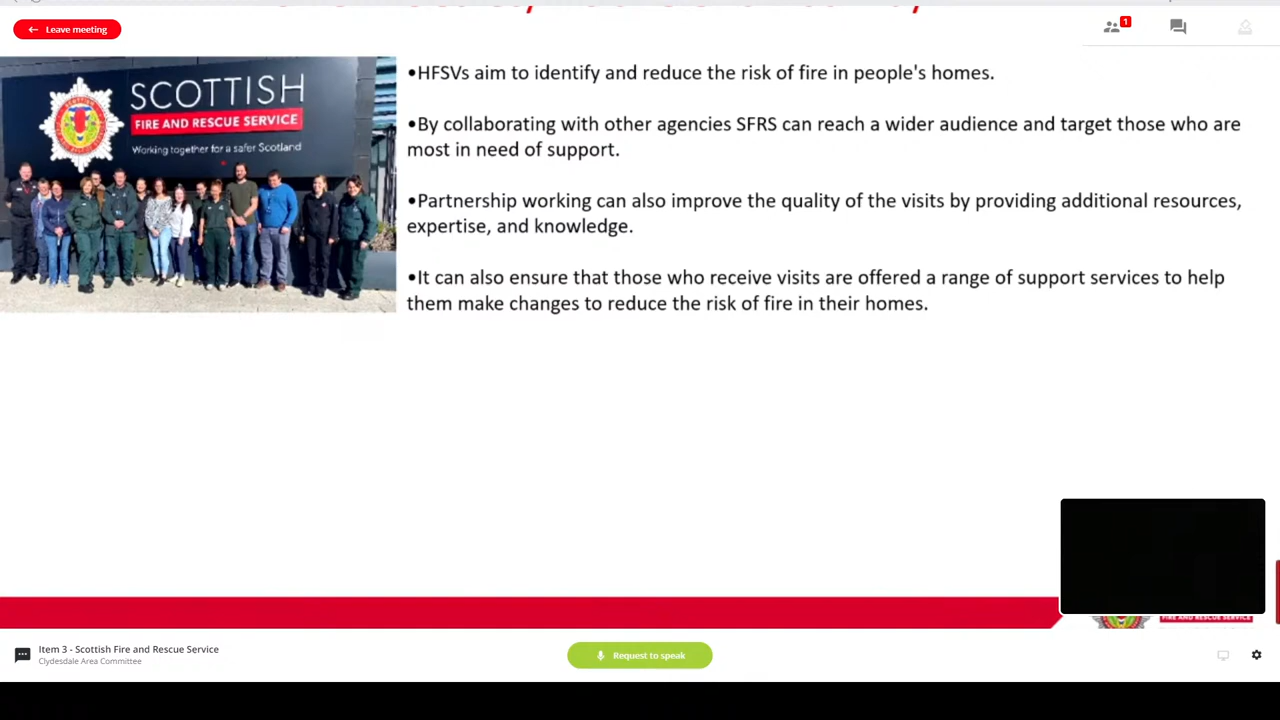 Leave meeting
1
SCOTTISH
FIRE AND RESCUE SERVICE
Working together for a safer Scotland
•HFSVs aim to identify and reduce the risk of fire in people's homes.
•By collaborating with other agencies SFRS can reach a wider audience and target those who are
most in need of support.
•Partnership working can also improve the quality of the visits by providing additional resources,
expertise, and knowledge.
•It can also ensure that those who receive visits are offered a range of support services to help
them make changes to reduce the risk of fire in their homes.
FIRE AND RESCUE SERVICE
Item 3 - Scottish Fire and Rescue Service
Clydesdale Area Committee
Request to speak